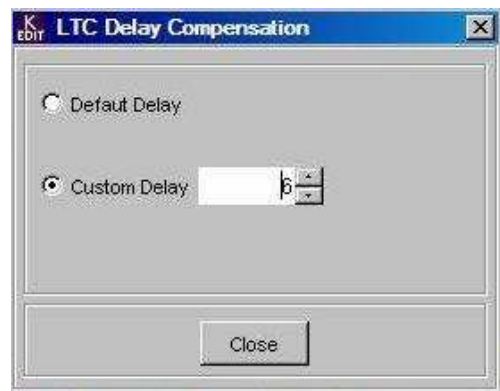 K EDIT LTC Delay Compensation
Defaut Delay
Custom Delay 6
Close